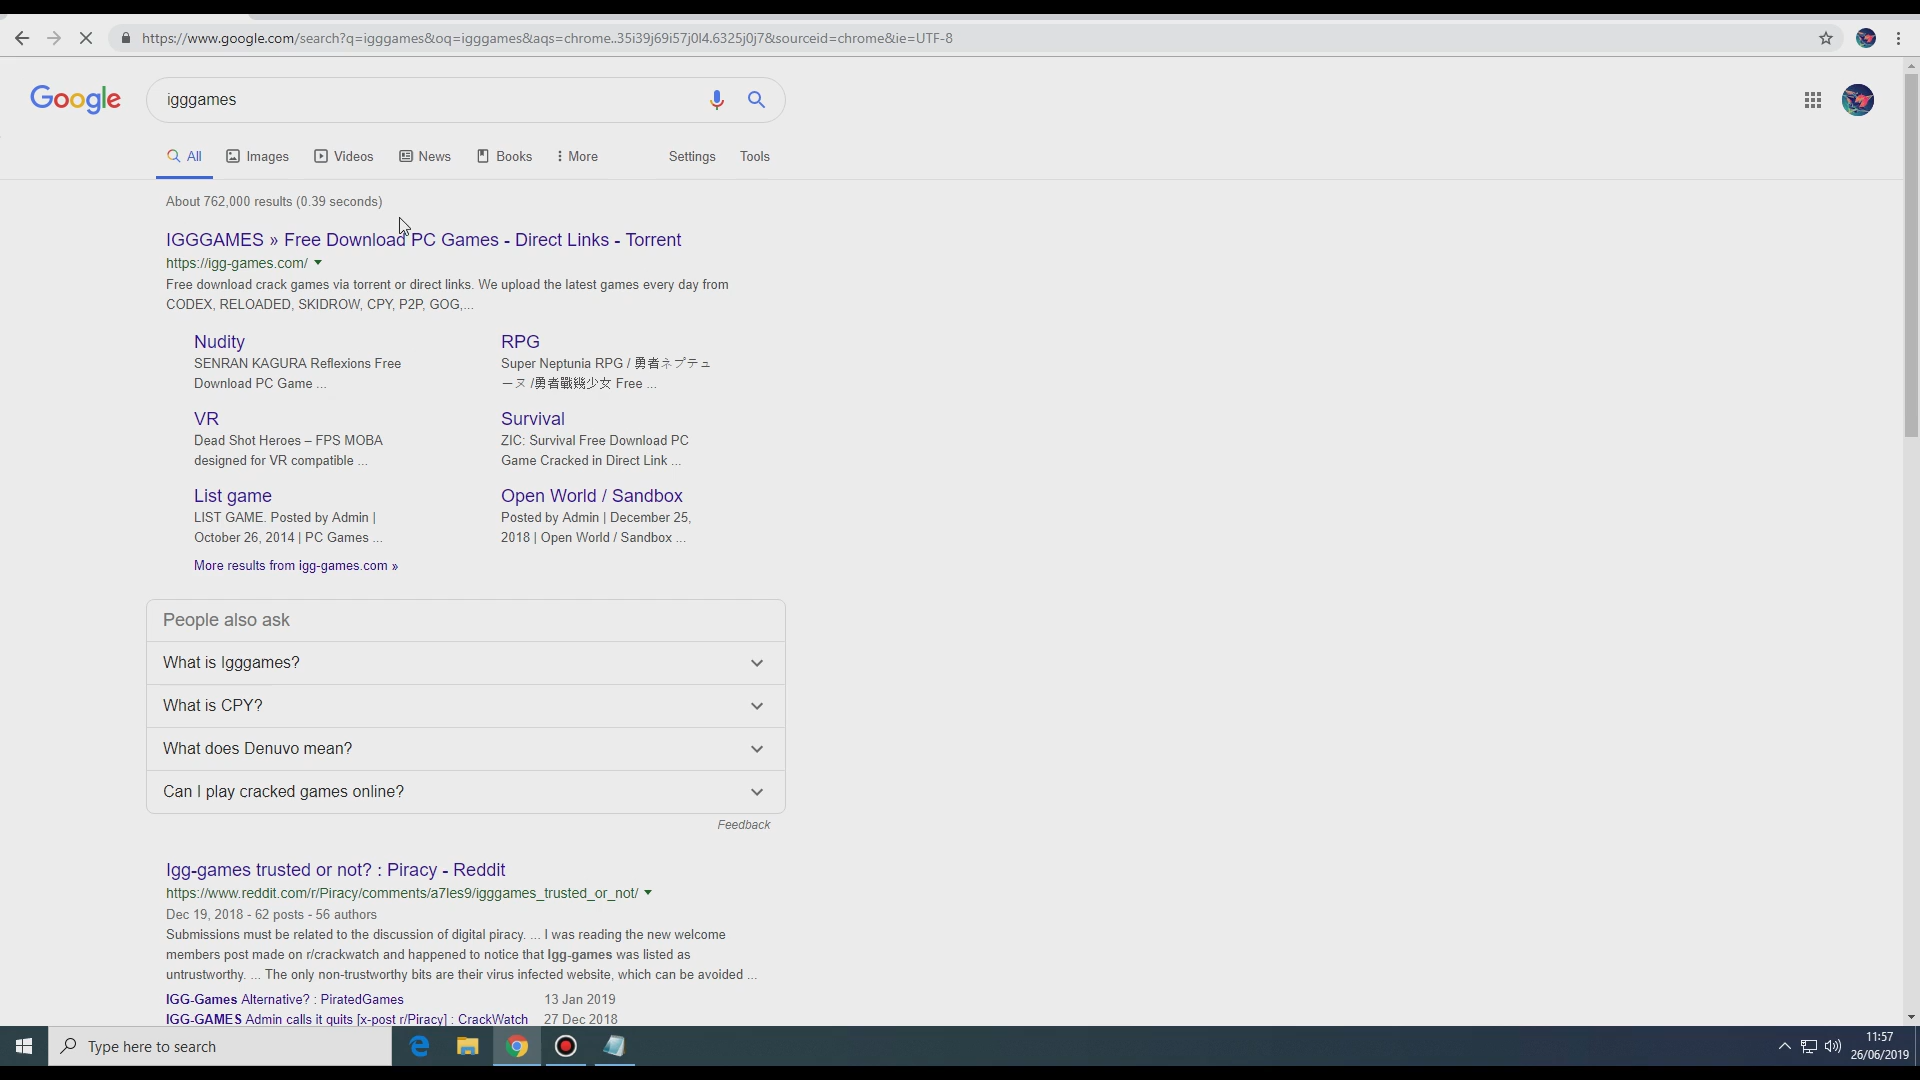 https://www.google.com/search?q=igggames&oq=igggames&aqs=chrome..35i39j69i57j0l4.6325j0j7&sourceid=chrome&ie=UTF-8
Google
igggames
All Images Videos News Books More Settings Tools
About 762,000 results (0.39 seconds)
IGGGAMES » Free Download PC Games - Direct Links - Torrent
https://igg-games.com/
Free download crack games via torrent or direct links. We upload the latest games every day from
CODEX, RELOADED, SKIDROW, CPY, P2P, GOG,...
Nudity
SENRAN KAGURA Reflexions Free
Download PC Game ...
RPG
Super Neptunia RPG / 勇者ネプテュ
ーヌ /勇者戰幾少女 Free ...
VR
Dead Shot Heroes – FPS MOBA
designed for VR compatible ...
Survival
ZIC: Survival Free Download PC
Game Cracked in Direct Link ...
List game
LIST GAME. Posted by Admin |
October 26, 2014 | PC Games ...
Open World / Sandbox
Posted by Admin | December 25,
2018 | Open World / Sandbox ...
More results from igg-games.com »
People also ask
What is Igggames?
What is CPY?
What does Denuvo mean?
Can I play cracked games online?
Feedback
Igg-games trusted or not? : Piracy - Reddit
https://www.reddit.com/r/Piracy/comments/a7les9/igggames_trusted_or_not/
Dec 19, 2018 - 62 posts - 56 authors
Submissions must be related to the discussion of digital piracy. ... I was reading the new welcome
members post made on r/crackwatch and happened to notice that Igg-games was listed as
untrustworthy. ... The only non-trustworthy bits are their virus infected website, which can be avoided ...
IGG-Games Alternative? : PiratedGames 13 Jan 2019
IGG-GAMES Admin calls it quits [x-post r/Piracy] : CrackWatch 27 Dec 2018
Type here to search
11:57
26/06/2019